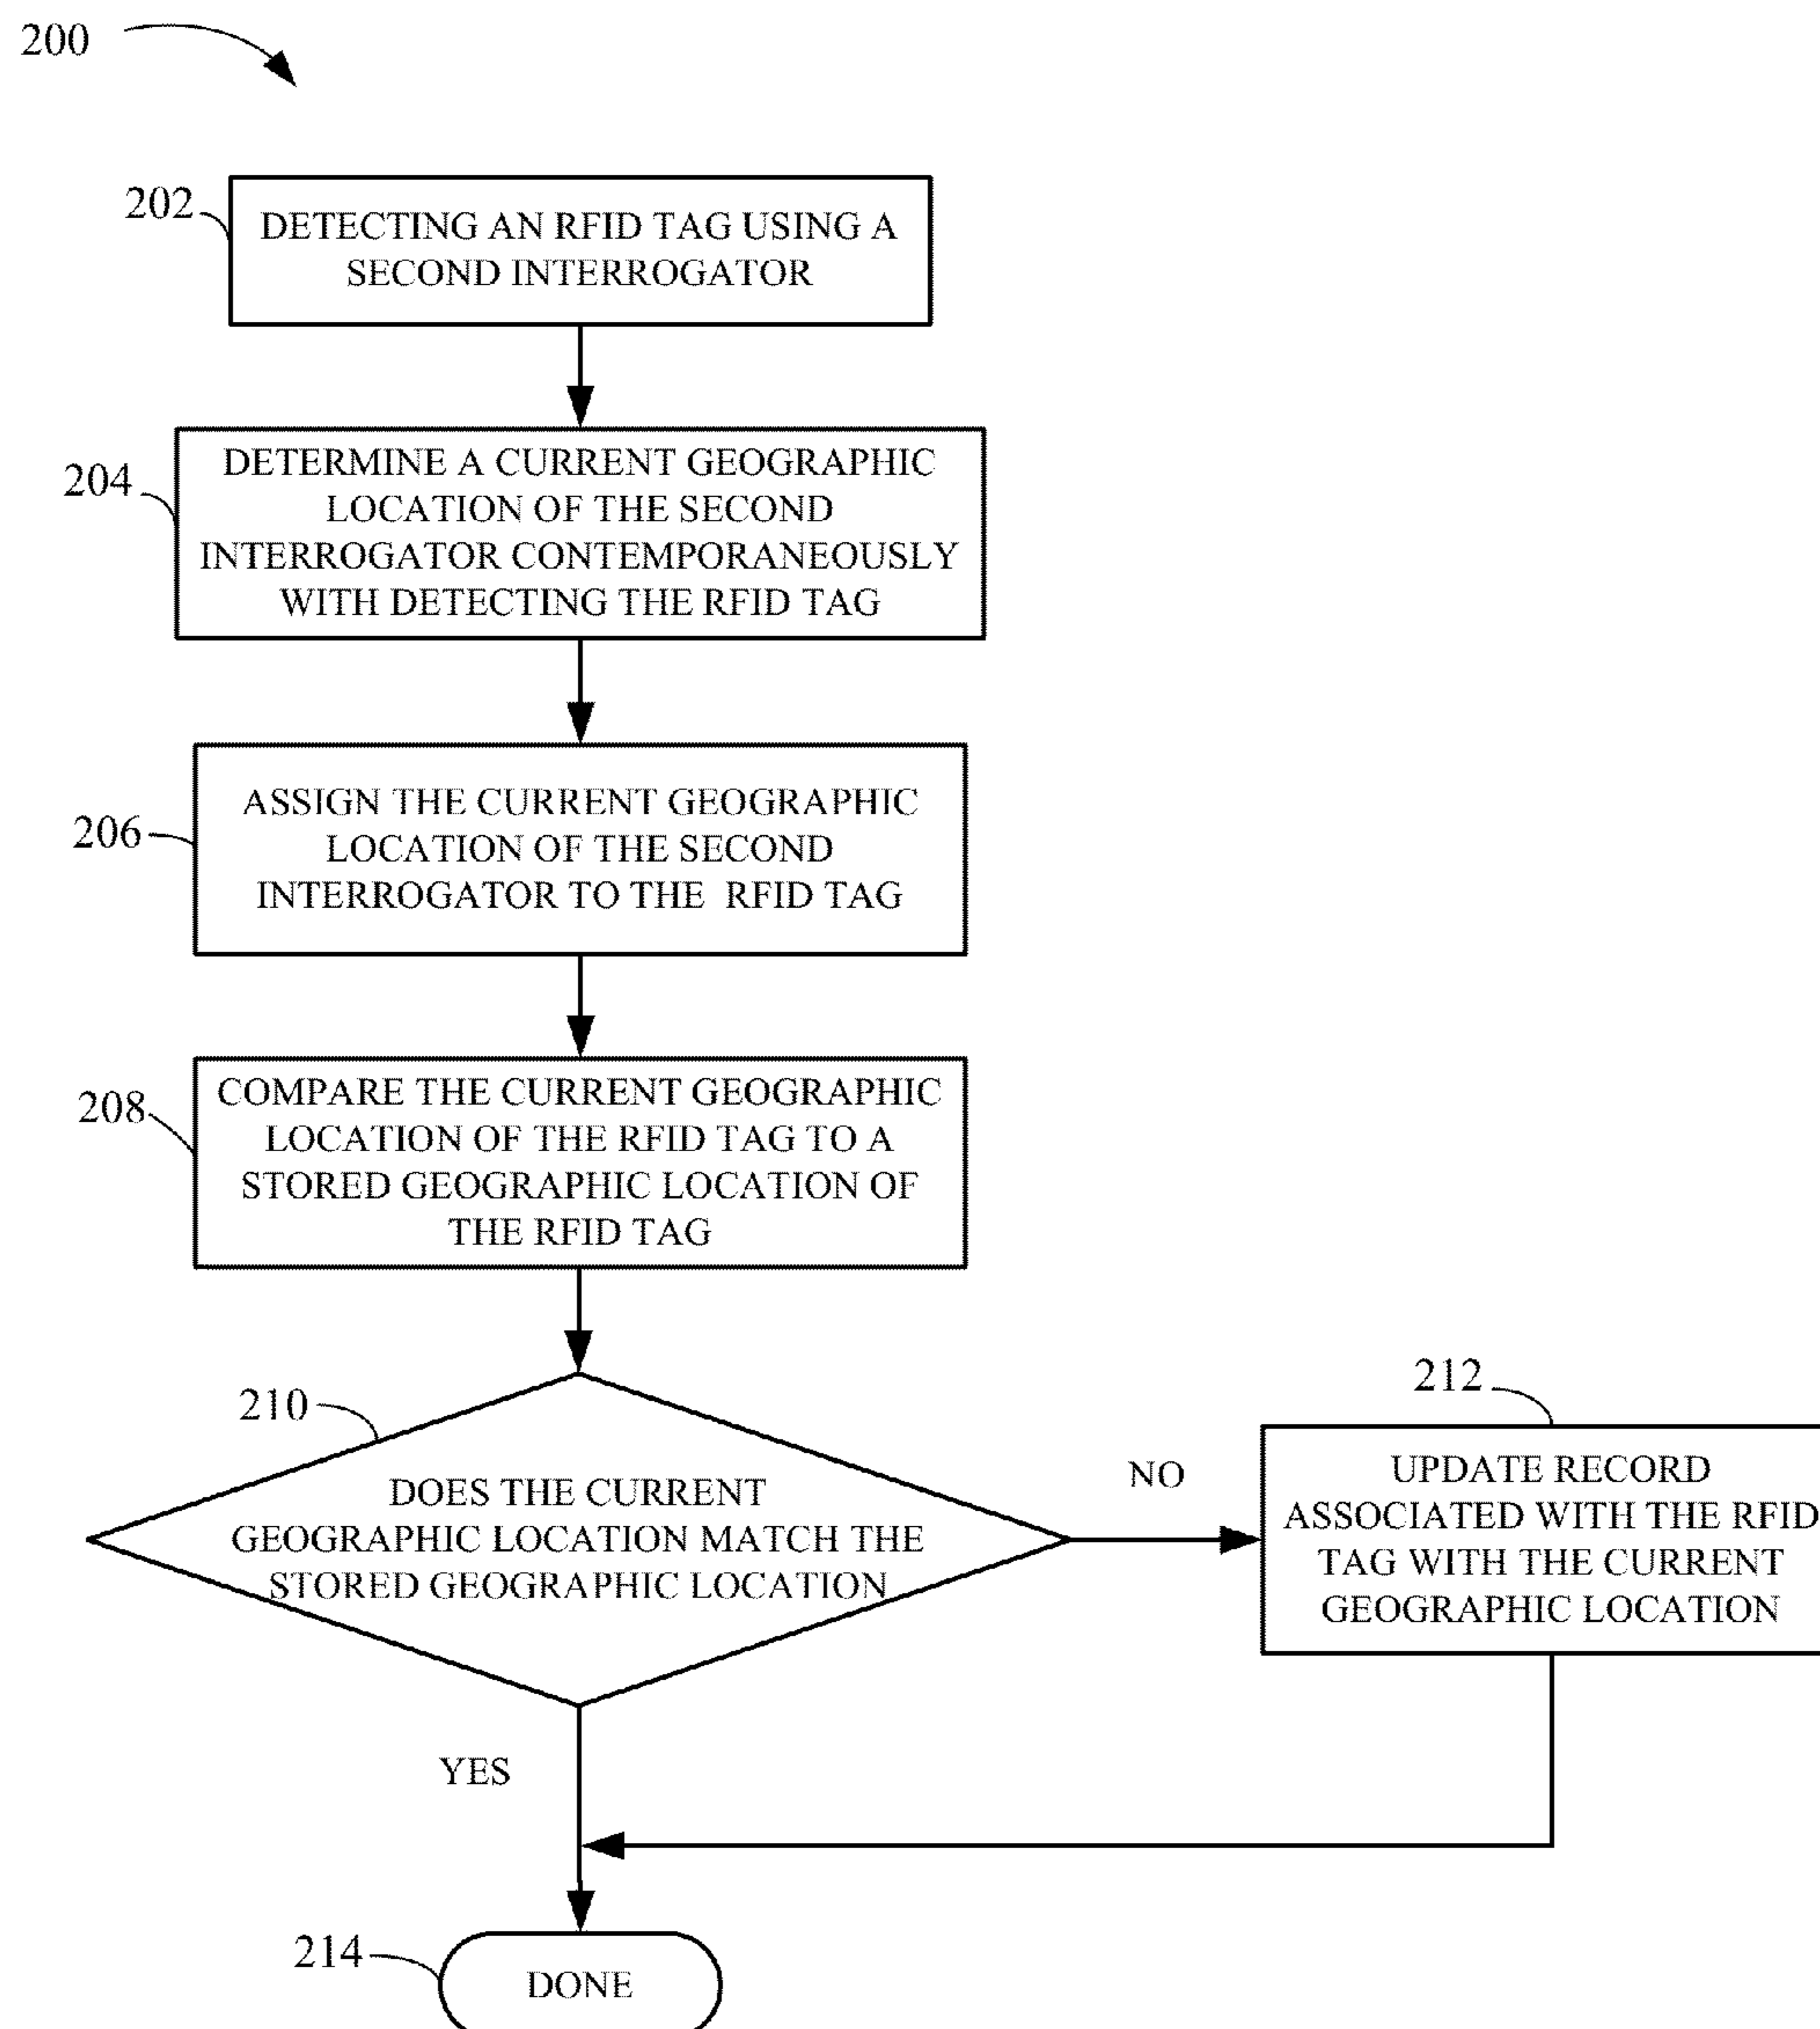 200
202
DETECTING AN RFID TAG USING A
SECOND INTERROGATOR
204
DETERMINE A CURRENT GEOGRAPHIC
LOCATION OF THE SECOND
INTERROGATOR CONTEMPORANEOUSLY
WITH DETECTING THE RFID TAG
206
ASSIGN THE CURRENT GEOGRAPHIC
LOCATION OF THE SECOND
INTERROGATOR TO THE RFID TAG
208
COMPARE THE CURRENT GEOGRAPHIC
LOCATION OF THE RFID TAG TO A
STORED GEOGRAPHIC LOCATION OF
THE RFID TAG
210
DOES THE CURRENT
GEOGRAPHIC LOCATION MATCH THE
STORED GEOGRAPHIC LOCATION
NO
212
UPDATE RECORD
ASSOCIATED WITH THE RFID
TAG WITH THE CURRENT
GEOGRAPHIC LOCATION
YES
214
DONE